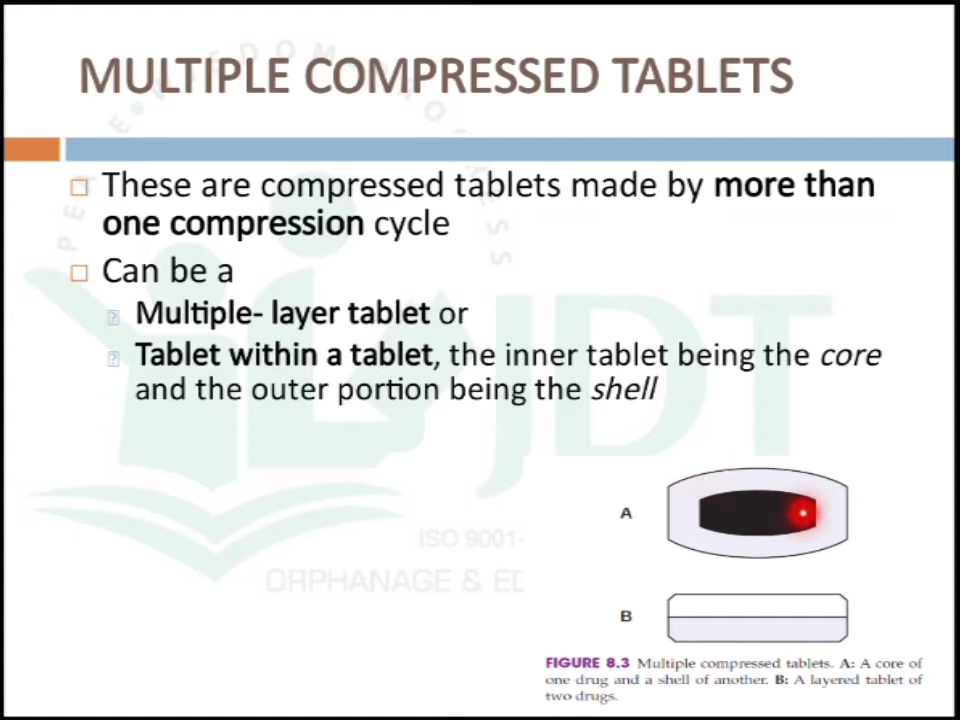 MULTIPLE COMPRESSED TABLETS
These are compressed tablets made by more than
one compression cycle
Can be a
Multiple- layer tablet or
Tablet within a tablet, the inner tablet being the core
and the outer portion being the shell
JDT
ISO 9001-
ORPHANAGE & ED
A
B
FIGURE 8.3 Multiple compressed tablets. A: A core of
one drug and a shell of another. B: A layered tablet of
two drugs.